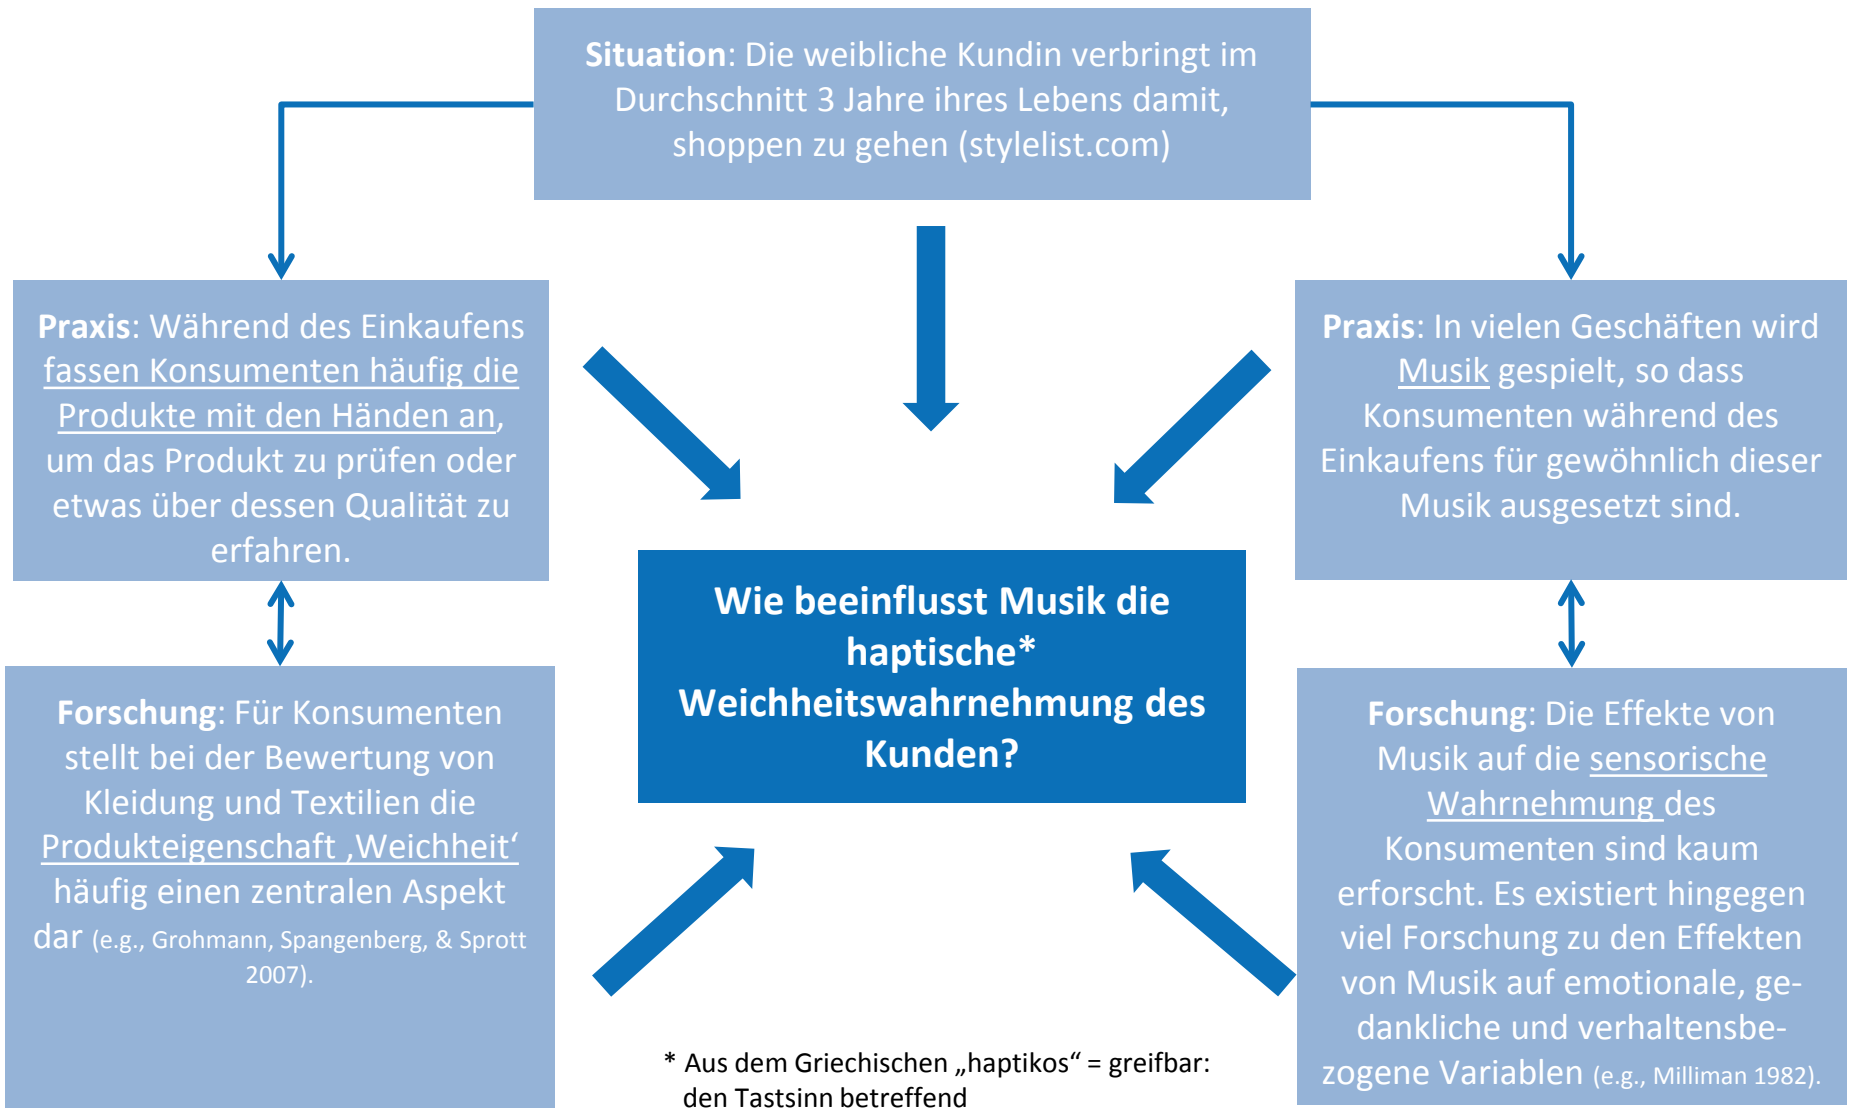 Situation: Die weibliche Kundin verbringt im
Durchschnitt 3 Jahre ihres Lebens damit,
shoppen zu gehen (stylelist.com)
Praxis: Während des Einkaufens
fassen Konsumenten häufig die
Produkte mit den Händen an,
um das Produkt zu prüfen oder
etwas über dessen Qualität zu
erfahren.
Praxis: In vielen Geschäften wird
Musik gespielt, so dass
Konsumenten während des
Einkaufens für gewöhnlich dieser
Musik ausgesetzt sind.
Wie beeinflusst Musik die
haptische*
Weichheitswahrnehmung des
Kunden?
Forschung: Für Konsumenten
stellt bei der Bewertung von
Kleidung und Textilien die
Produkteigenschaft ‚Weichheit‘
häufig einen zentralen Aspekt
dar (e.g., Grohmann, Spangenberg, & Sprott
2007).
Forschung: Die Effekte von
Musik auf die sensorische
Wahrnehmung des
Konsumenten sind kaum
erforscht. Es existiert hingegen
viel Forschung zu den Effekten
von Musik auf emotionale, ge-
dankliche und verhaltensbe-
zogene Variablen (e.g., Milliman 1982).
* Aus dem Griechischen „haptikos“ = greifbar:
den Tastsinn betreffend